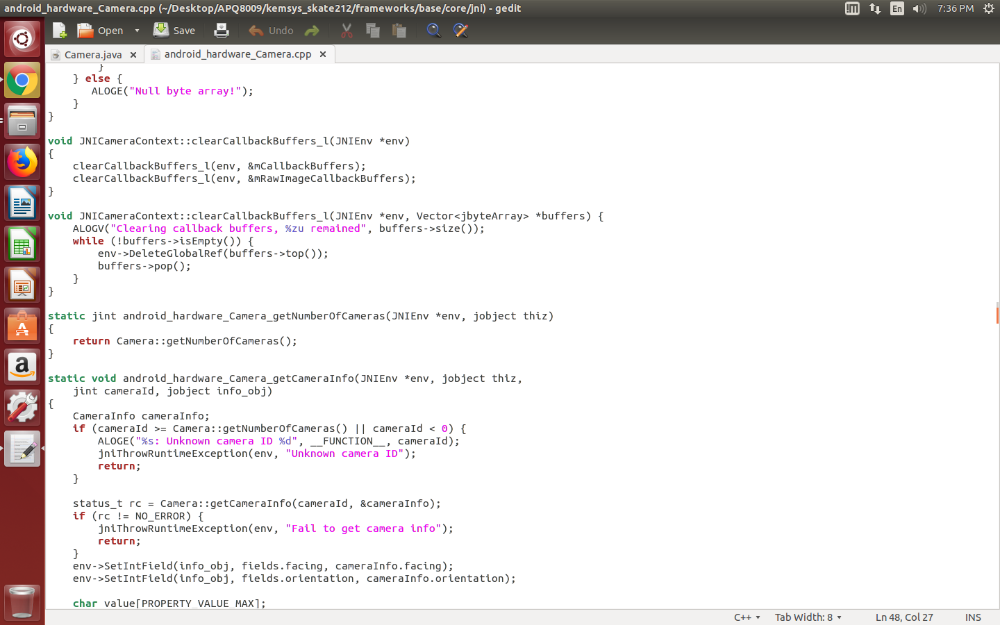 android_hardware_Camera.cpp (~/Desktop/APQ8009/kemsys_skate212/frameworks/base/core/jni) - gedit
En
7:36 PM
Open
Save
Undo
Camera.java
android_hardware_Camera.cpp
}
} else {
ALOGE("Null byte array!");
}
}
void JNICameraContext::clearCallbackBuffers_l(JNIEnv *env)
{
clearCallbackBuffers_l(env, &mCallbackBuffers);
clearCallbackBuffers_l(env, &mRawImageCallbackBuffers);
}
void JNICameraContext::clearCallbackBuffers_l(JNIEnv *env, Vector<jbyteArray> *buffers) {
ALOGV("Clearing callback buffers, %zu remained", buffers->size());
while (!buffers->isEmpty()) {
env->DeleteGlobalRef(buffers->top());
buffers->pop();
}
}
static jint android_hardware_Camera_getNumberOfCameras(JNIEnv *env, jobject thiz)
{
return Camera::getNumberOfCameras();
}
static void android_hardware_Camera_getCameraInfo(JNIEnv *env, jobject thiz,
jint cameraId, jobject info_obj)
{
CameraInfo cameraInfo;
if (cameraId >= Camera::getNumberOfCameras() || cameraId < 0) {
ALOGE("%s: Unknown camera ID %d", __FUNCTION__, cameraId);
jniThrowRuntimeException(env, "Unknown camera ID");
return;
}
status_t rc = Camera::getCameraInfo(cameraId, &cameraInfo);
if (rc != NO_ERROR) {
jniThrowRuntimeException(env, "Fail to get camera info");
return;
}
env->SetIntField(info_obj, fields.facing, cameraInfo.facing);
env->SetIntField(info_obj, fields.orientation, cameraInfo.orientation);
char value[PROPERTY_VALUE_MAX];
C++
Tab Width: 8
Ln 48, Col 27
INS